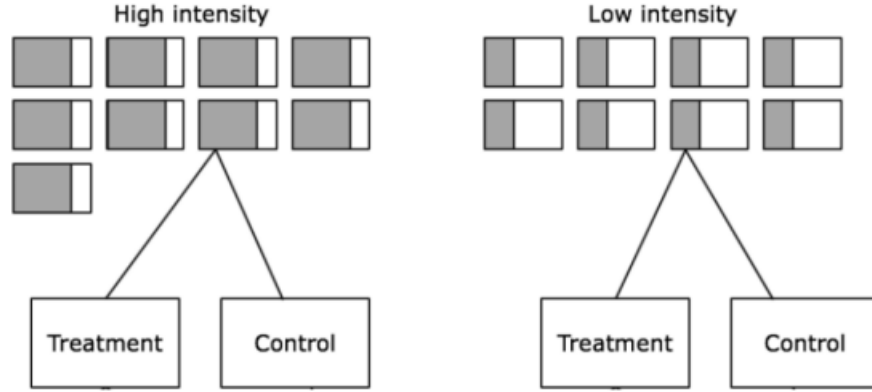 High intensity
Low intensity
Treatment
Control
Treatment
Control